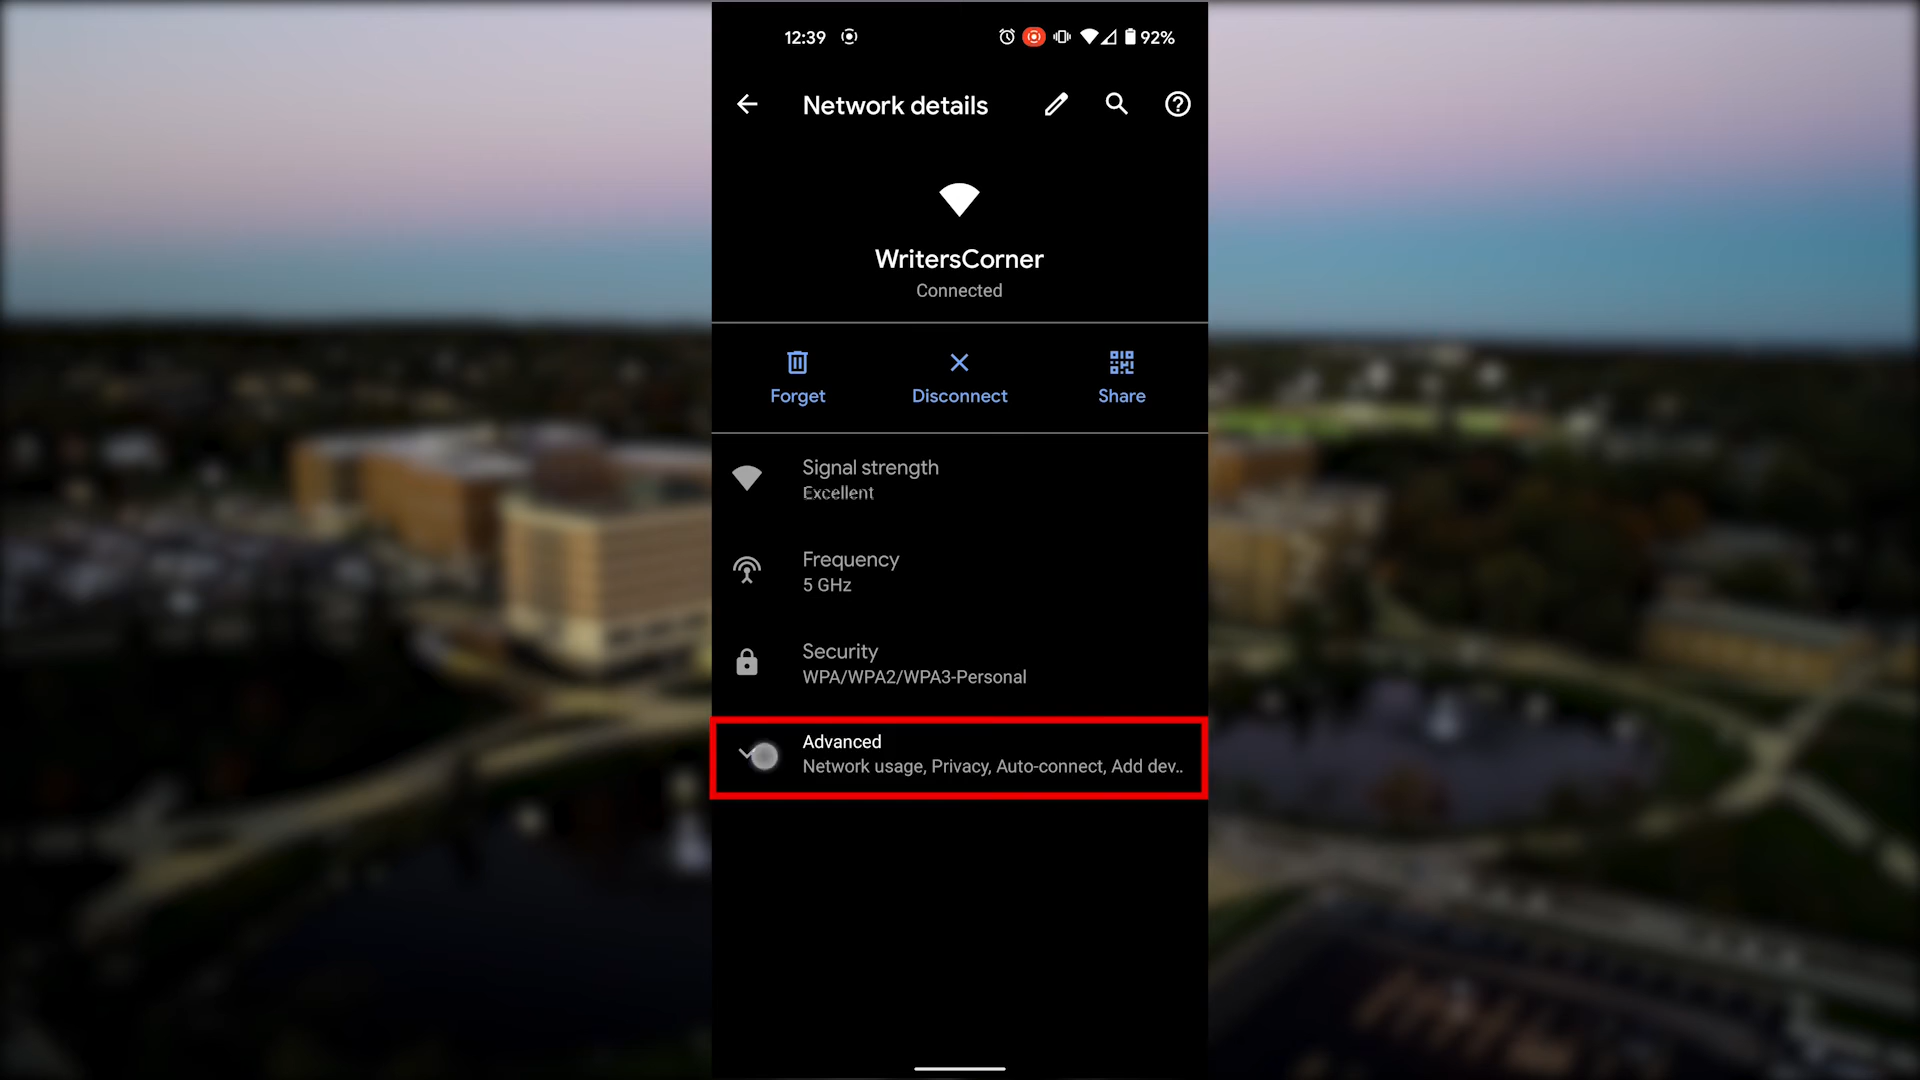 12:39
92%
Network details
WritersCorner
Connected
Forget
Disconnect
Share
Signal strength
Excellent
Frequency
5 GHz
Security
WPA/WPA2/WPA3-Personal
Advanced
Network usage, Privacy, Auto-connect, Add dev..